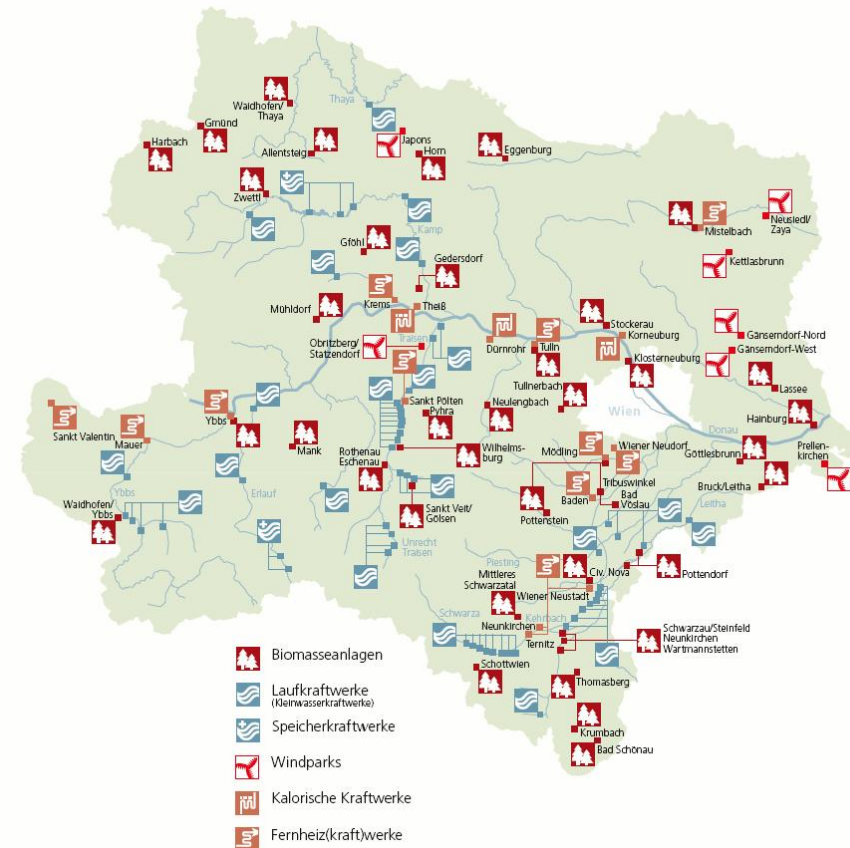 Thaya
Waidhofen/
Thaya
Gmünd
Harbach
Allentsteig
Japons
Horn
Eggenburg
Zwettl
Kamp
Gföhl
Gedersdorf
Mistelbach
Neusiedl/
Zaya
Kettlasbrunn
Krems
Theiß
Mühldorf
Obritzberg/
Statzendorf
Traisen
Dürnrohr
Tulln
Stockerau
Korneuburg
Klosterneuburg
Gänserndorf-Nord
Gänserndorf-West
Lassee
Tullnerbach
Wien
Sankt Valentin
Mauer
Ybbs
Sankt Pölten
Pyhra
Neulengbach
Hainburg
Donau
Mank
Rothenau
Eschenau
Wilhelms-
burg
Mödling
Wiener Neudorf
Göttlesbrunn
Prellen-
kirchen
Ybbs
Erlauf
Tribuswinkel
Baden
Bad
Vöslau
Bruck/Leitha
Leitha
Waidhofen/
Ybbs
Sankt Veit/
Gölsen
Pottenstein
Unrecht
Traisen
Piesting
Mittleres
Schwarzatal
Civ. Nova
Wiener Neustadt
Pottendorf
Schwarza
Kehrbach
Neunkirchen
Ternitz
Schwarzau/Steinfeld
Neunkirchen
Wartmannstetten
Schottwien
Thomasberg
Krumbach
Bad Schönau
Biomasseanlagen
Laufkraftwerke
(Kleinwasserkraftwerke)
Speicherkraftwerke
Windparks
Kalorische Kraftwerke
Fernheiz(kraft)werke